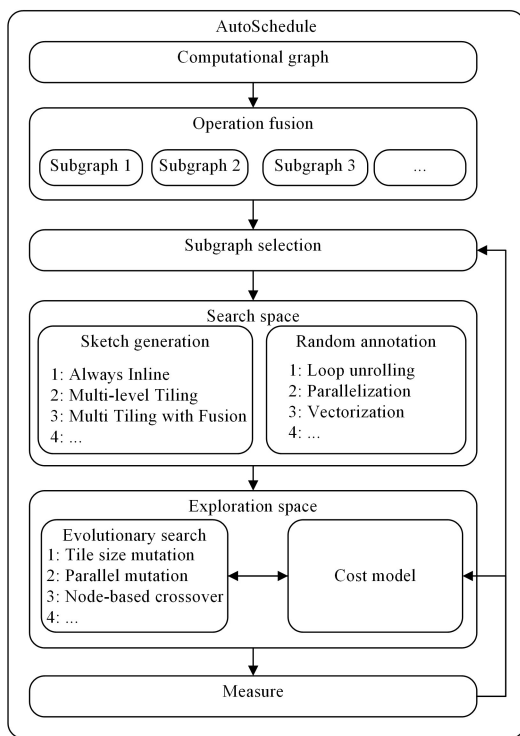 AutoSchedule
Computational graph
Operation fusion
Subgraph 1
Subgraph 2
Subgraph 3
...
Subgraph selection
Search space
Sketch generation
1: Always Inline
2: Multi-level Tiling
3: Multi Tiling with Fusion
4: ...
Random annotation
1: Loop unrolling
2: Parallelization
3: Vectorization
4: ...
Exploration space
Evolutionary search
1: Tile size mutation
2: Parallel mutation
3: Node-based crossover
4: ...
Cost model
Measure